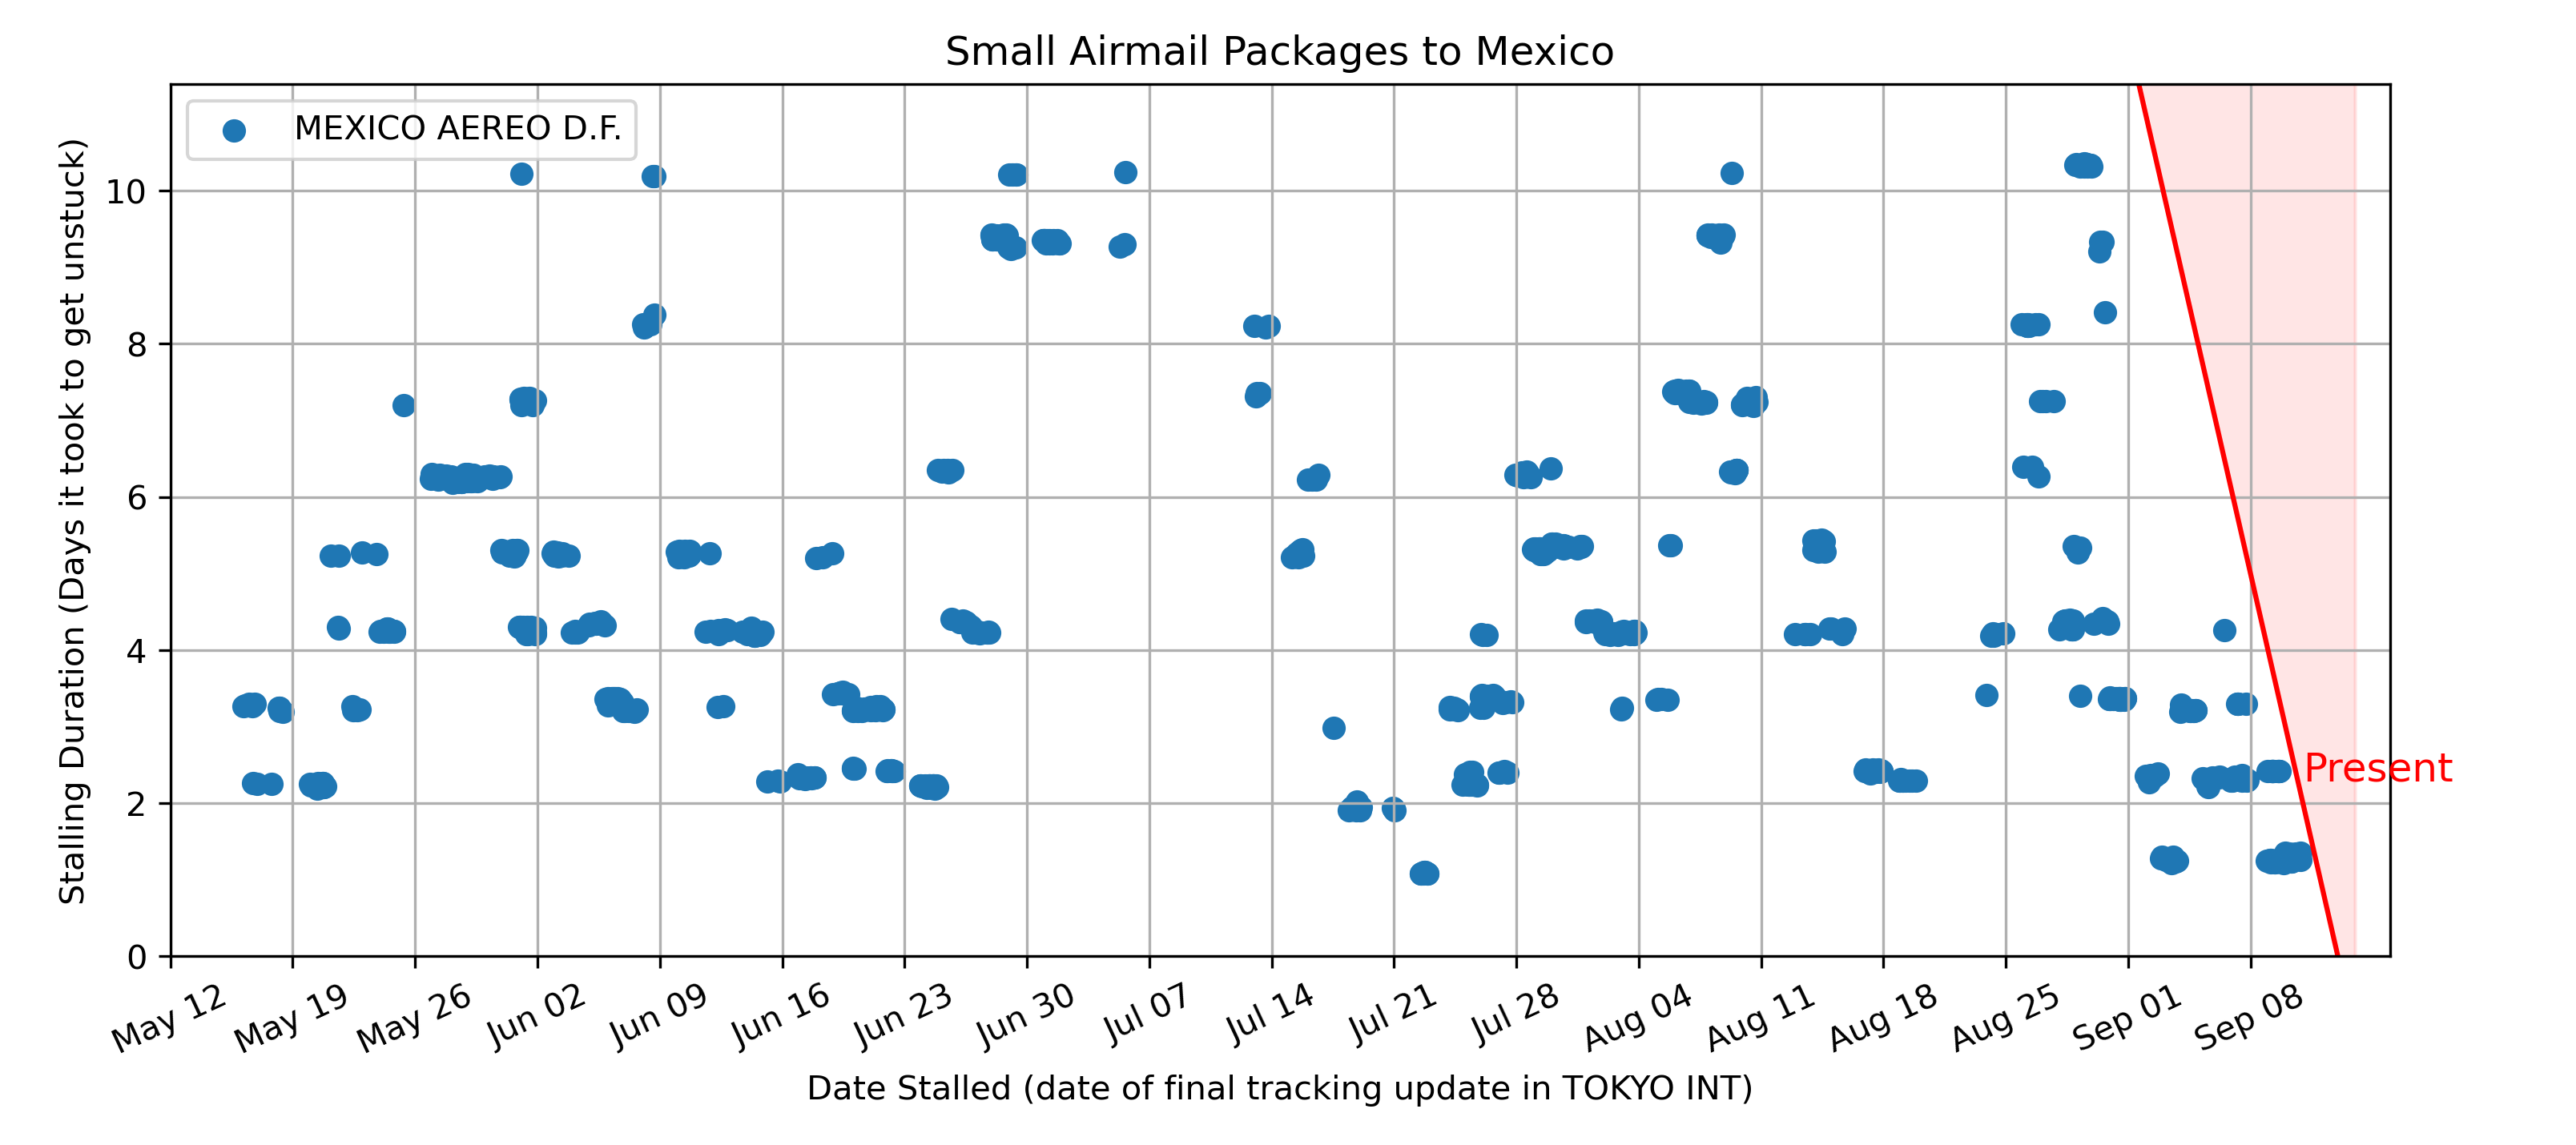 Small Airmail Packages to Mexico
MEXICO AEREO D.F.
Stalling Duration (Days it took to get unstuck)
10
8
6
4
2
0
Present
May 12
May 19
May 26
Jun 02
Jun 09
Jun 16
Jun 23
Jun 30
Jul 07
Jul 14
Jul 21
Jul 28
Aug 04
Aug 11
Aug 18
Aug 25
Sep 01
Sep 08
Date Stalled (date of final tracking update in TOKYO INT)